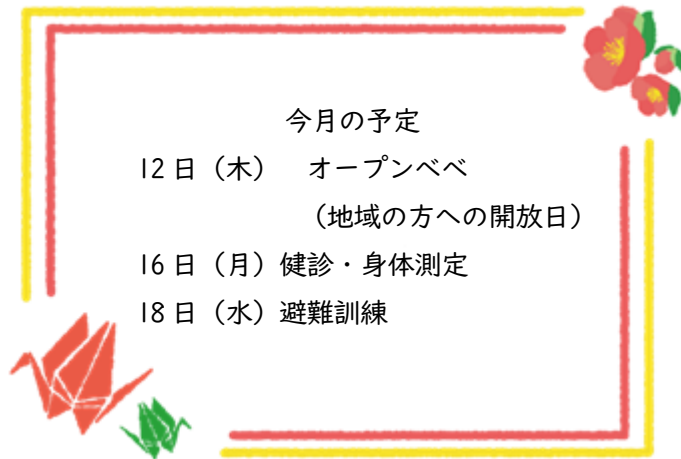 今月の予定
12日（木）　オープンベベ
（地域の方への開放日）
16日（月）健診・身体測定
18日（水）避難訓練